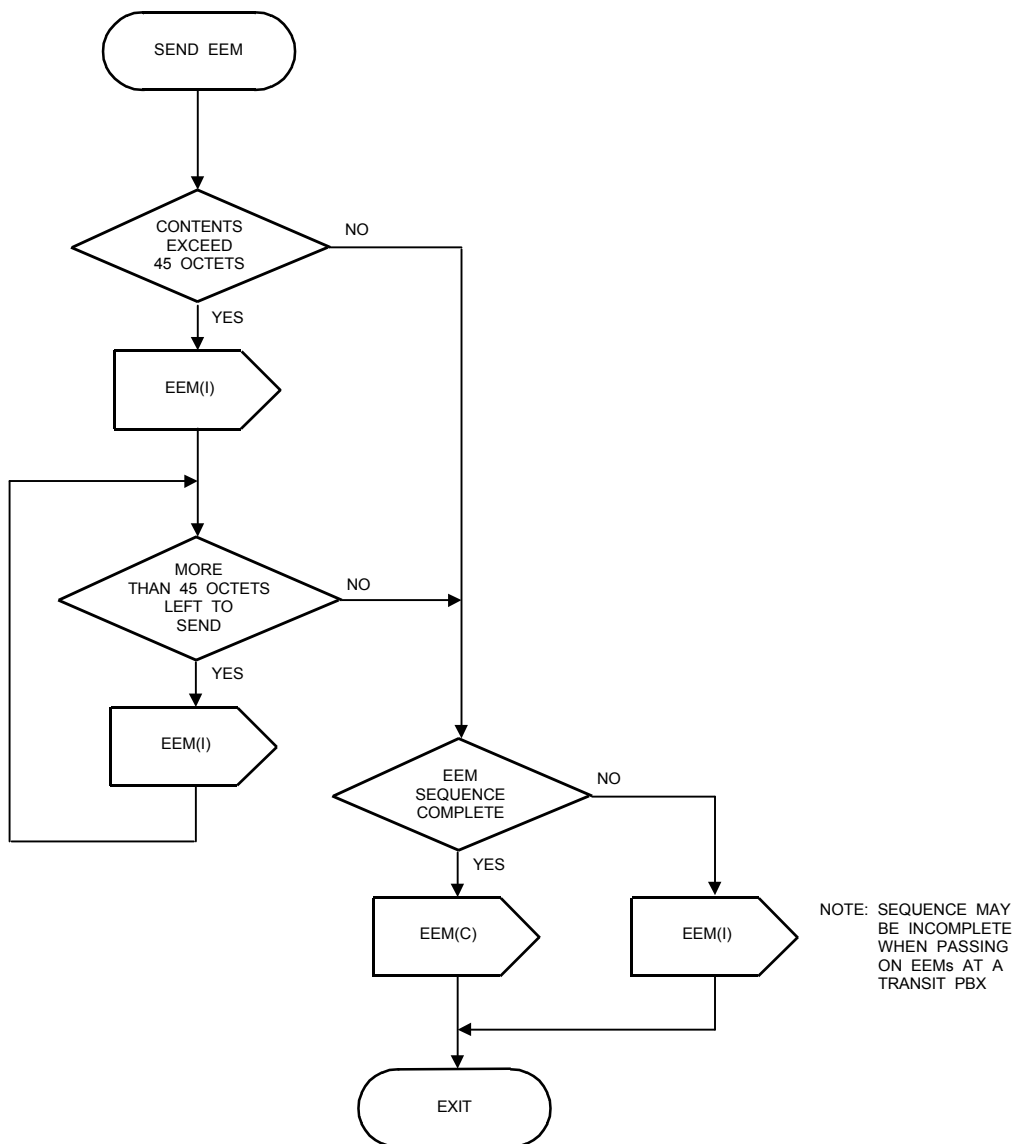 SEND EEM
CONTENTS
EXCEED
45 OCTETS
NO
YES
EEM(I)
MORE
THAN 45 OCTETS
LEFT TO
SEND
NO
YES
EEM(I)
EEM
SEQUENCE
COMPLETE
NO
YES
EEM(C)
EEM(I)
NOTE: SEQUENCE MAY
BE INCOMPLETE
WHEN PASSING
ON EEMs AT A
TRANSIT PBX
EXIT